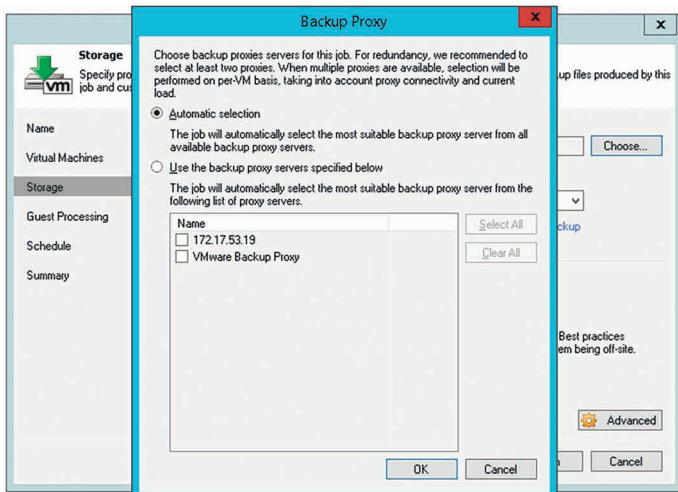 Backup Proxy
x
x
Storage
Specify pro
job and cus
vm
up files produced by this
Choose backup proxies servers for this job. For redundancy, we recommended to
select at least two proxies. When multiple proxies are available, selection will be
performed on per-VM basis, taking into account proxy connectivity and current
load.
Automatic selection
The job will automatically select the most suitable backup proxy server from all
available backup proxy servers.
Use the backup proxy servers specified below
The job will automatically select the most suitable backup proxy server from the
following list of proxy servers.
Name
172.17.53.19
VMware Backup Proxy
Select All
Clear All
OK
Cancel
Name
Virtual Machines
Storage
Guest Processing
Schedule
Summary
Choose...
ckup
Best practices
em being off-site.
Advanced
Cancel